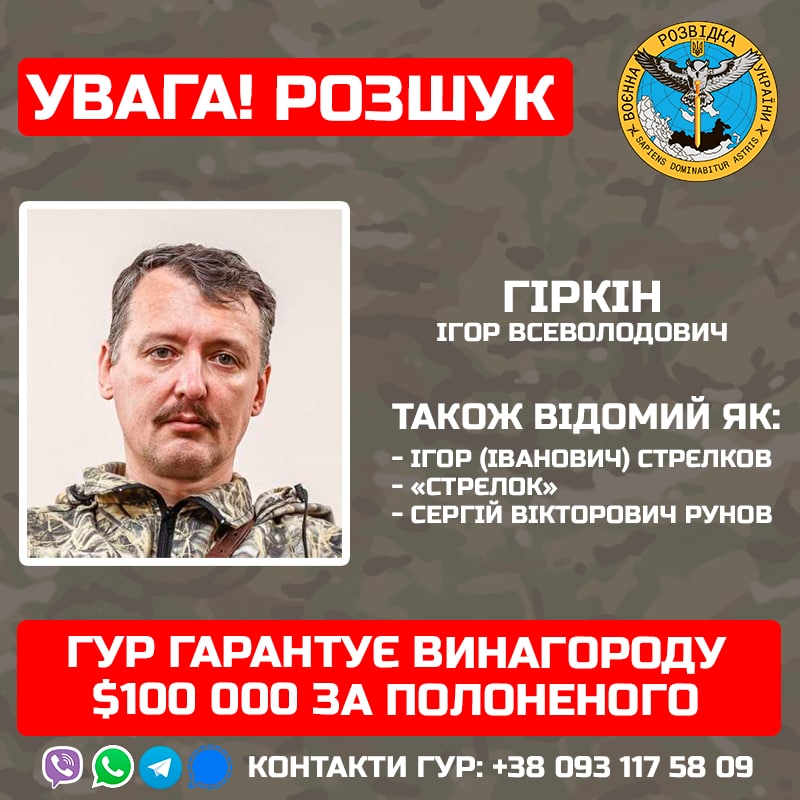 УВАГА! РОЗШУК
ВОЄННА РОЗВІДКА УКРАЇНИ
SAPIENS DOMINABITUR ASTRIS
ГІРКІН
ІГОР ВСЕВОЛОДОВИЧ
ТАКОЖ ВІДОМИЙ ЯК:
- ІГОР (ІВАНОВИЧ) СТРЄЛКОВ
- «СТРЄЛОК»
- СЕРГІЙ ВІКТОРОВИЧ РУНОВ
ГУР ГАРАНТУЄ ВИНАГОРОДУ
$100 000 ЗА ПОЛОНЕНОГО
КОНТАКТИ ГУР: +38 093 117 58 09